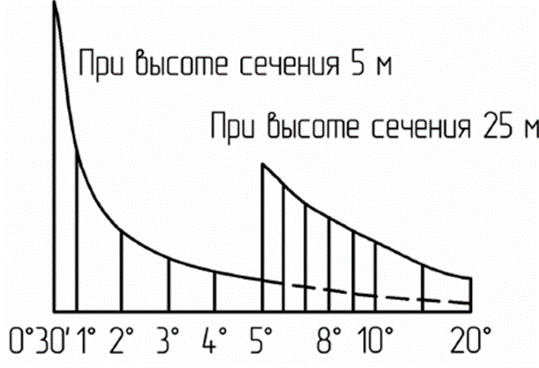 При высоте сечения 5 м
При высоте сечения 25 м
0°30' 1° 2° 3° 4° 5° 8° 10° 20°